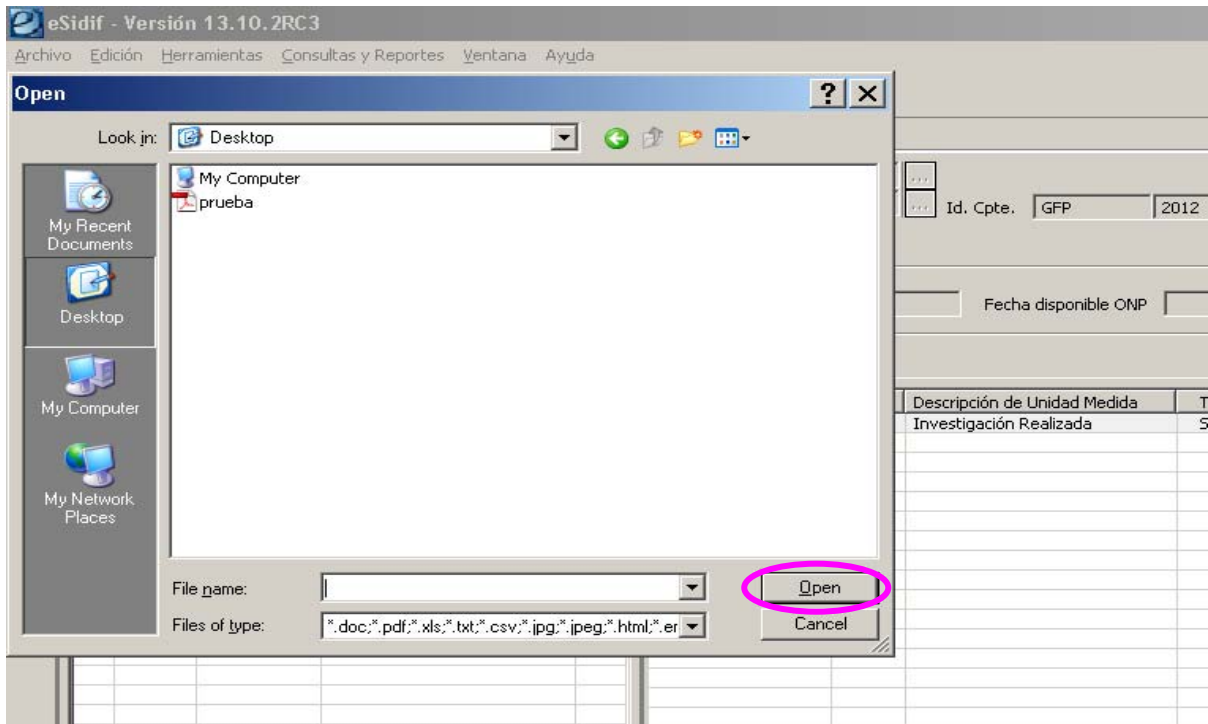 eSidif - Versión 13.10.2RC3
Archivo Edición Herramientas Consultas y Reportes Ventana Ayuda
Open
Look in: Desktop
My Computer
prueba
My Recent
Documents
Desktop
My Computer
My Network
Places
File name:
Open
Files of type: *.doc;*.pdf;*.xls;*.txt;*.csv;*.jpg;*.jpeg;*.html;*.er
Cancel
...
... Id. Cpte. GFP 2012
Fecha disponible ONP
Descripción de Unidad Medida T
Investigación Realizada S